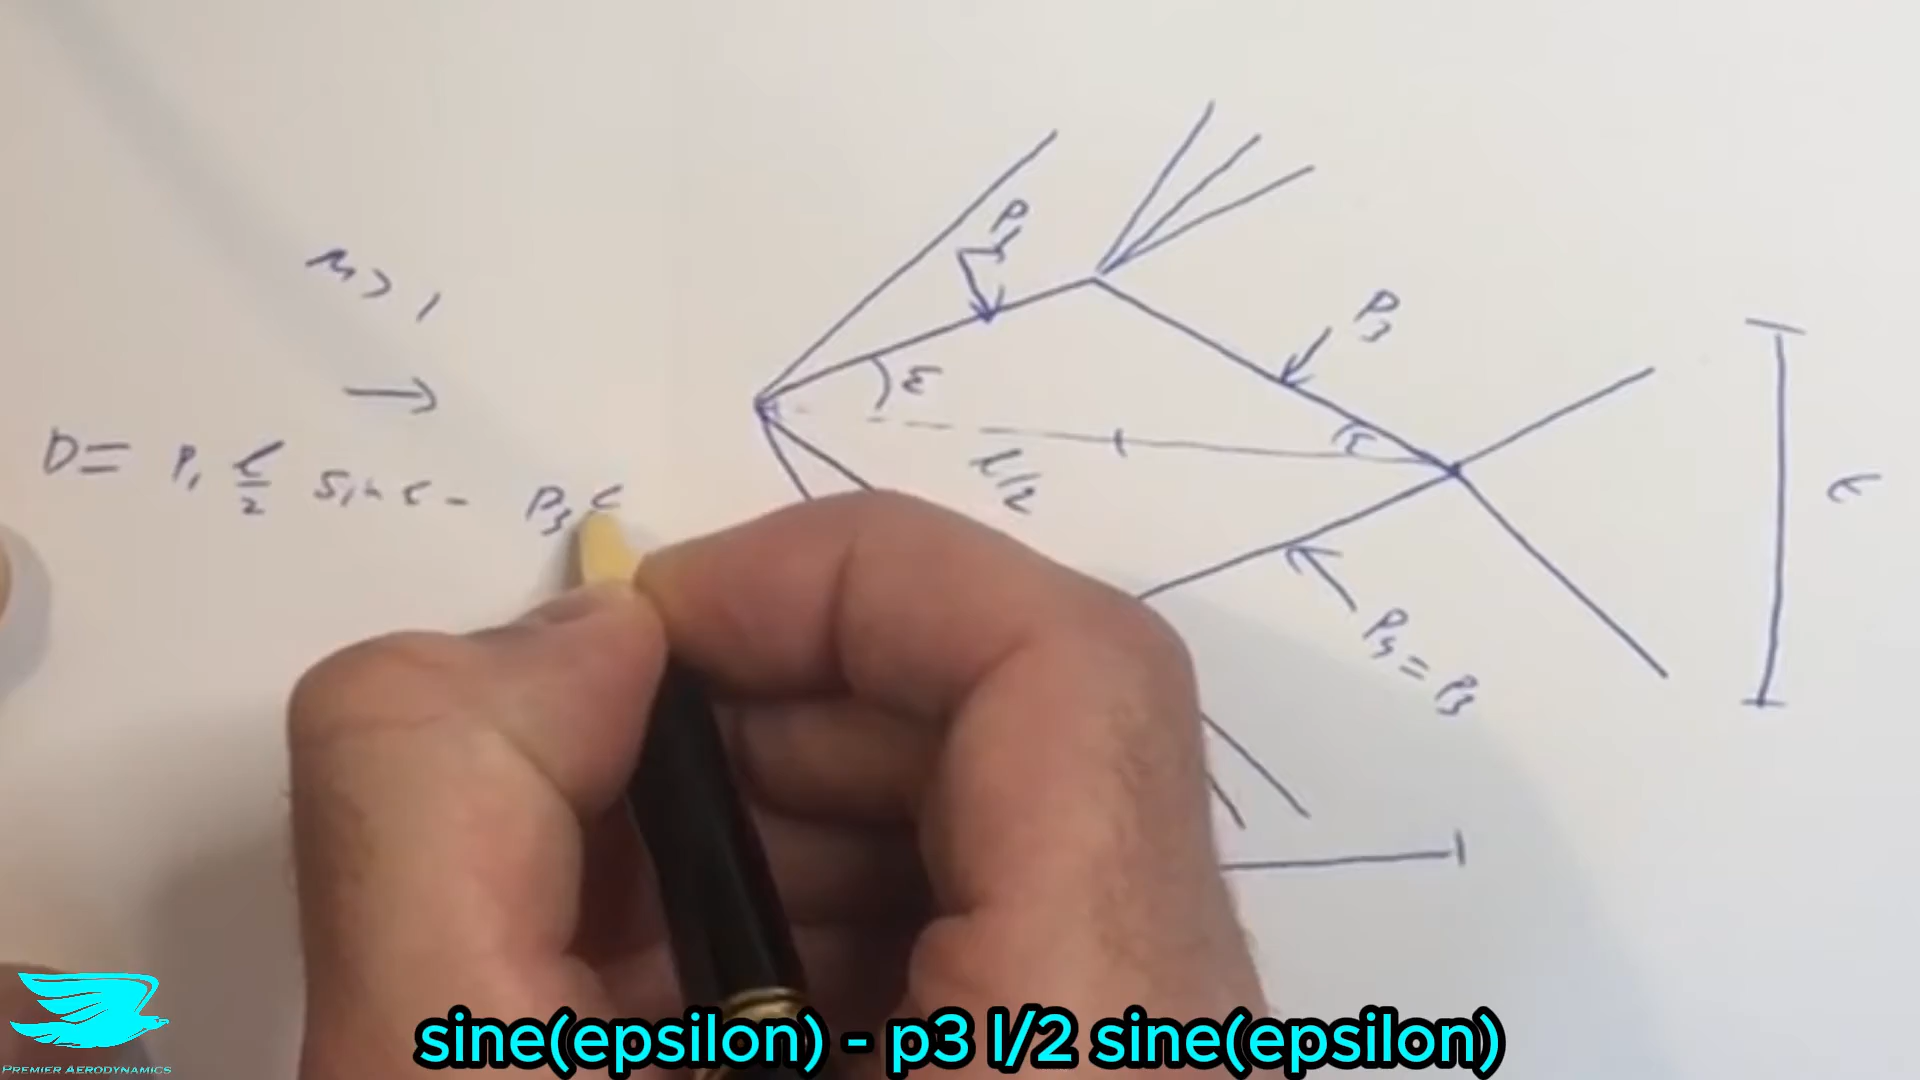 M > 1
P1
P3
ε
ε
l/2
t
D = P1 l/2 sin ε - P3 l
P4 = P3
sine(epsilon) - p3 l/2 sine(epsilon)
PREMIER AERODYNAMICS